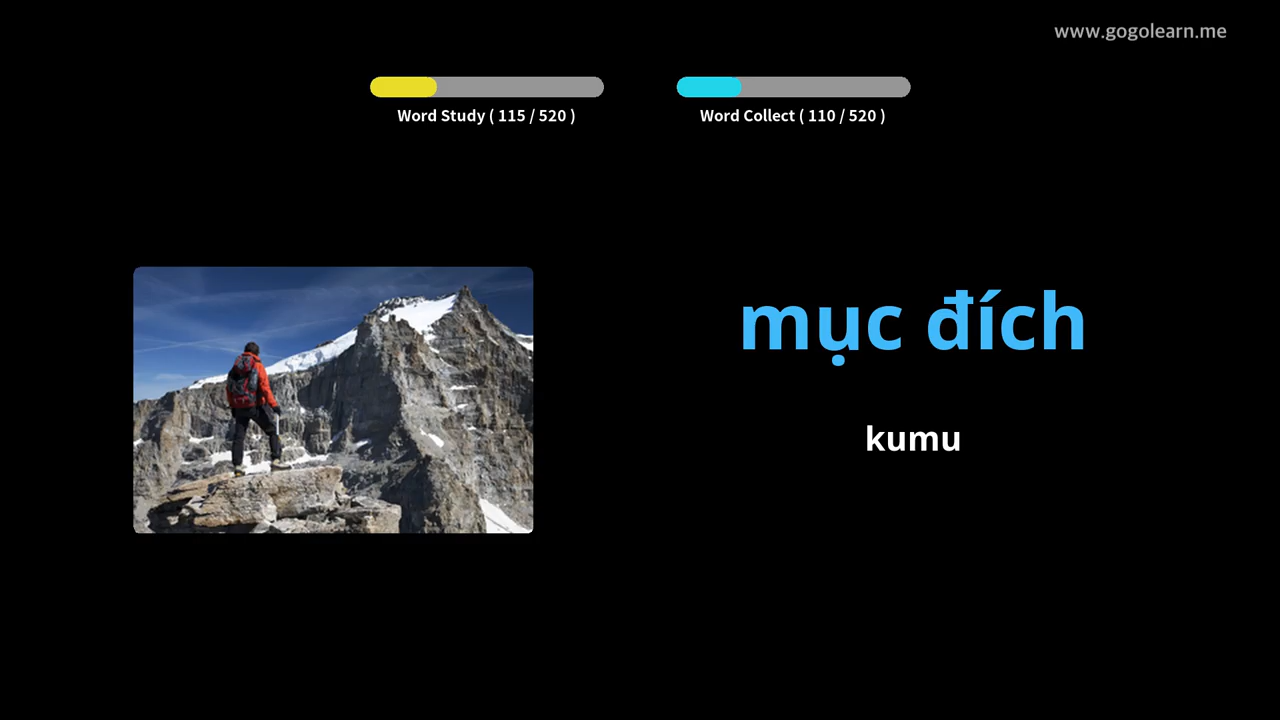 www.gogolearn.me
Word Study ( 115 / 520 )
Word Collect ( 110 / 520 )
mục đích
kumu